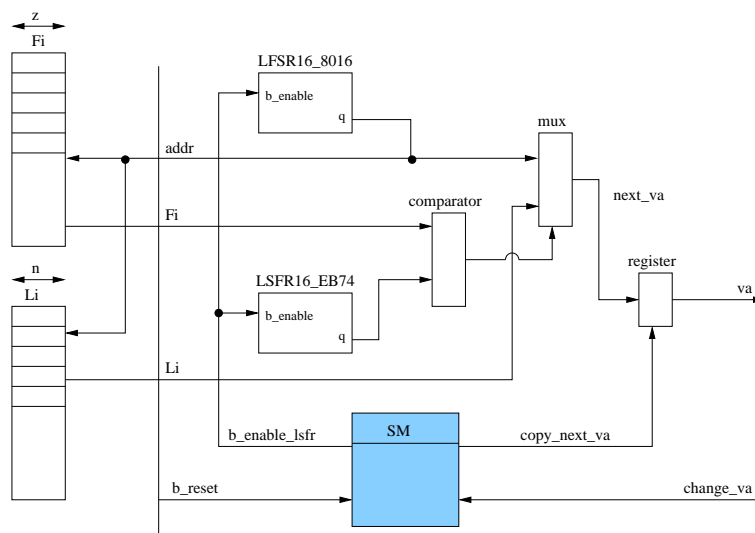 z
Fi
LFSR16_8016
b_enable
q
mux
addr
next_va
comparator
Fi
n
Li
LSFR16_EB74
b_enable
q
register
va
Li
SM
b_enable_lsfr
copy_next_va
b_reset
change_va